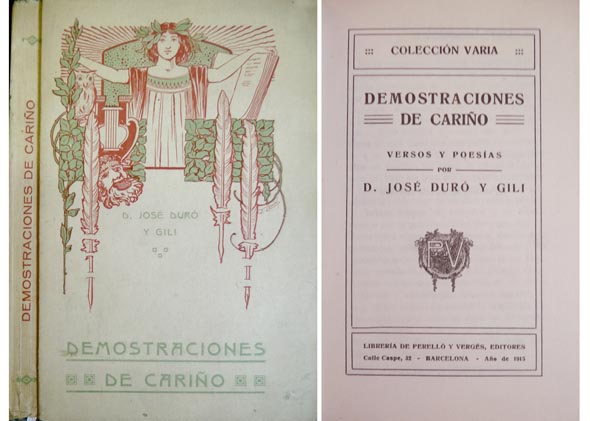 DEMOSTRACIONES DE CARIÑO
D. JOSÉ DURÓ
Y GILI
DEMOSTRACIONES
DE CARIÑO
COLECCIÓN VARIA
DEMOSTRACIONES
DE CARIÑO
VERSOS Y POESÍAS
POR
D. JOSÉ DURÓ Y GILI
PV
LIBRERÍA DE PERELLÓ Y VERGÉS, EDITORES
Calle Caspe, 32 - BARCELONA - Año de 1915